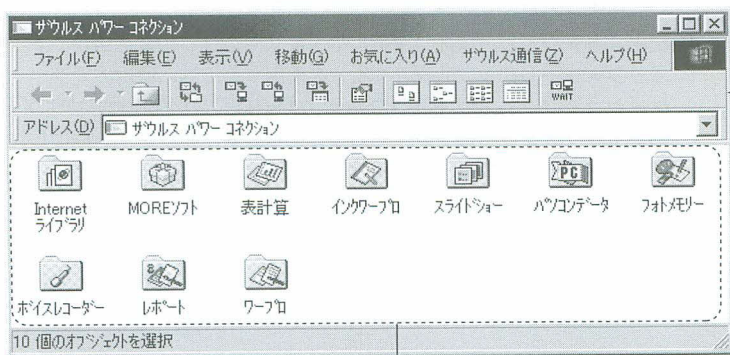 ザウルス パワー コネクション
ファイル(F) 編集(E) 表示(V) 移動(G) お気に入り(A) ザウルス通信(Z) ヘルプ(H)
WAIT
アドレス(D) ザウルス パワー コネクション
PC
Internet ライブラリ
MOREソフト
表計算
インクワープロ
スライドショー
パソコンデータ
フォトメモリー
ボイスレコーダー
レポート
ワープロ
10 個のオブジェクトを選択